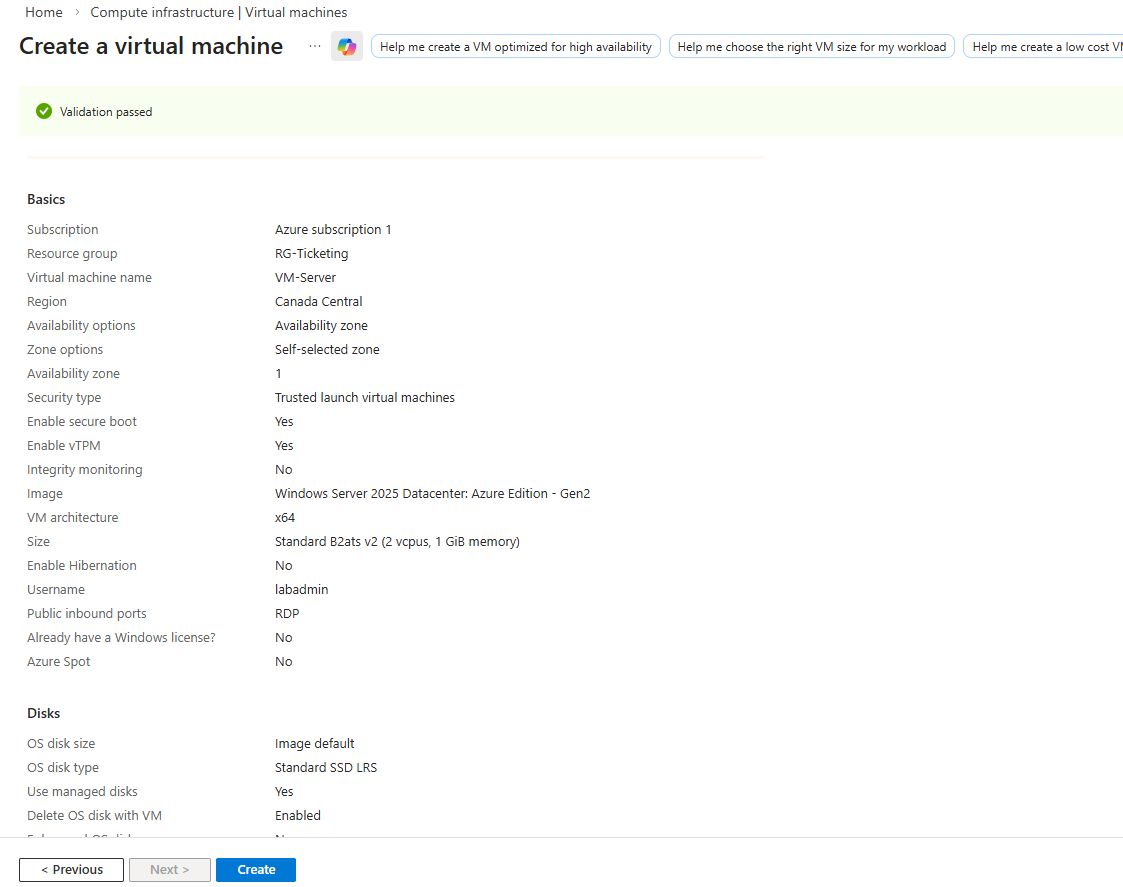 Home > Compute infrastructure | Virtual machines
Create a virtual machine ... Help me create a VM optimized for high availability Help me choose the right VM size for my workload Help me create a low cost
Validation passed
Basics
Subscription Azure subscription 1
Resource group RG-Ticketing
Virtual machine name VM-Server
Region Canada Central
Availability options Availability zone
Zone options Self-selected zone
Availability zone 1
Security type Trusted launch virtual machines
Enable secure boot Yes
Enable vTPM Yes
Integrity monitoring No
Image Windows Server 2025 Datacenter: Azure Edition - Gen2
VM architecture x64
Size Standard B2ats v2 (2 vcpus, 1 GiB memory)
Enable Hibernation No
Username labadmin
Public inbound ports RDP
Already have a Windows license? No
Azure Spot No
Disks
OS disk size Image default
OS disk type Standard SSD LRS
Use managed disks Yes
Delete OS disk with VM Enabled
< Previous Next > Create